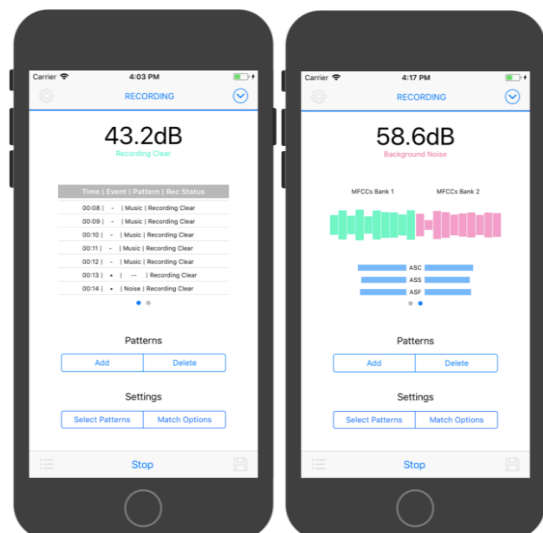 Carrier 4:03 PM
RECORDING
43.2dB
Recording Clear
Time | Event | Pattern | Rec Status
00:08 | - | Music | Recording Clear
00:09 | - | Music | Recording Clear
00:10 | - | Music | Recording Clear
00:11 | - | Music | Recording Clear
00:12 | - | Music | Recording Clear
00:13 | • | -- | Recording Clear
00:14 | • | Noise | Recording Clear
Patterns
Add Delete
Settings
Select Patterns Match Options
Stop
Carrier 4:17 PM
RECORDING
58.6dB
Background Noise
MFCCs Bank 1 MFCCs Bank 2
ASC
ASS
ASF
Patterns
Add Delete
Settings
Select Patterns Match Options
Stop